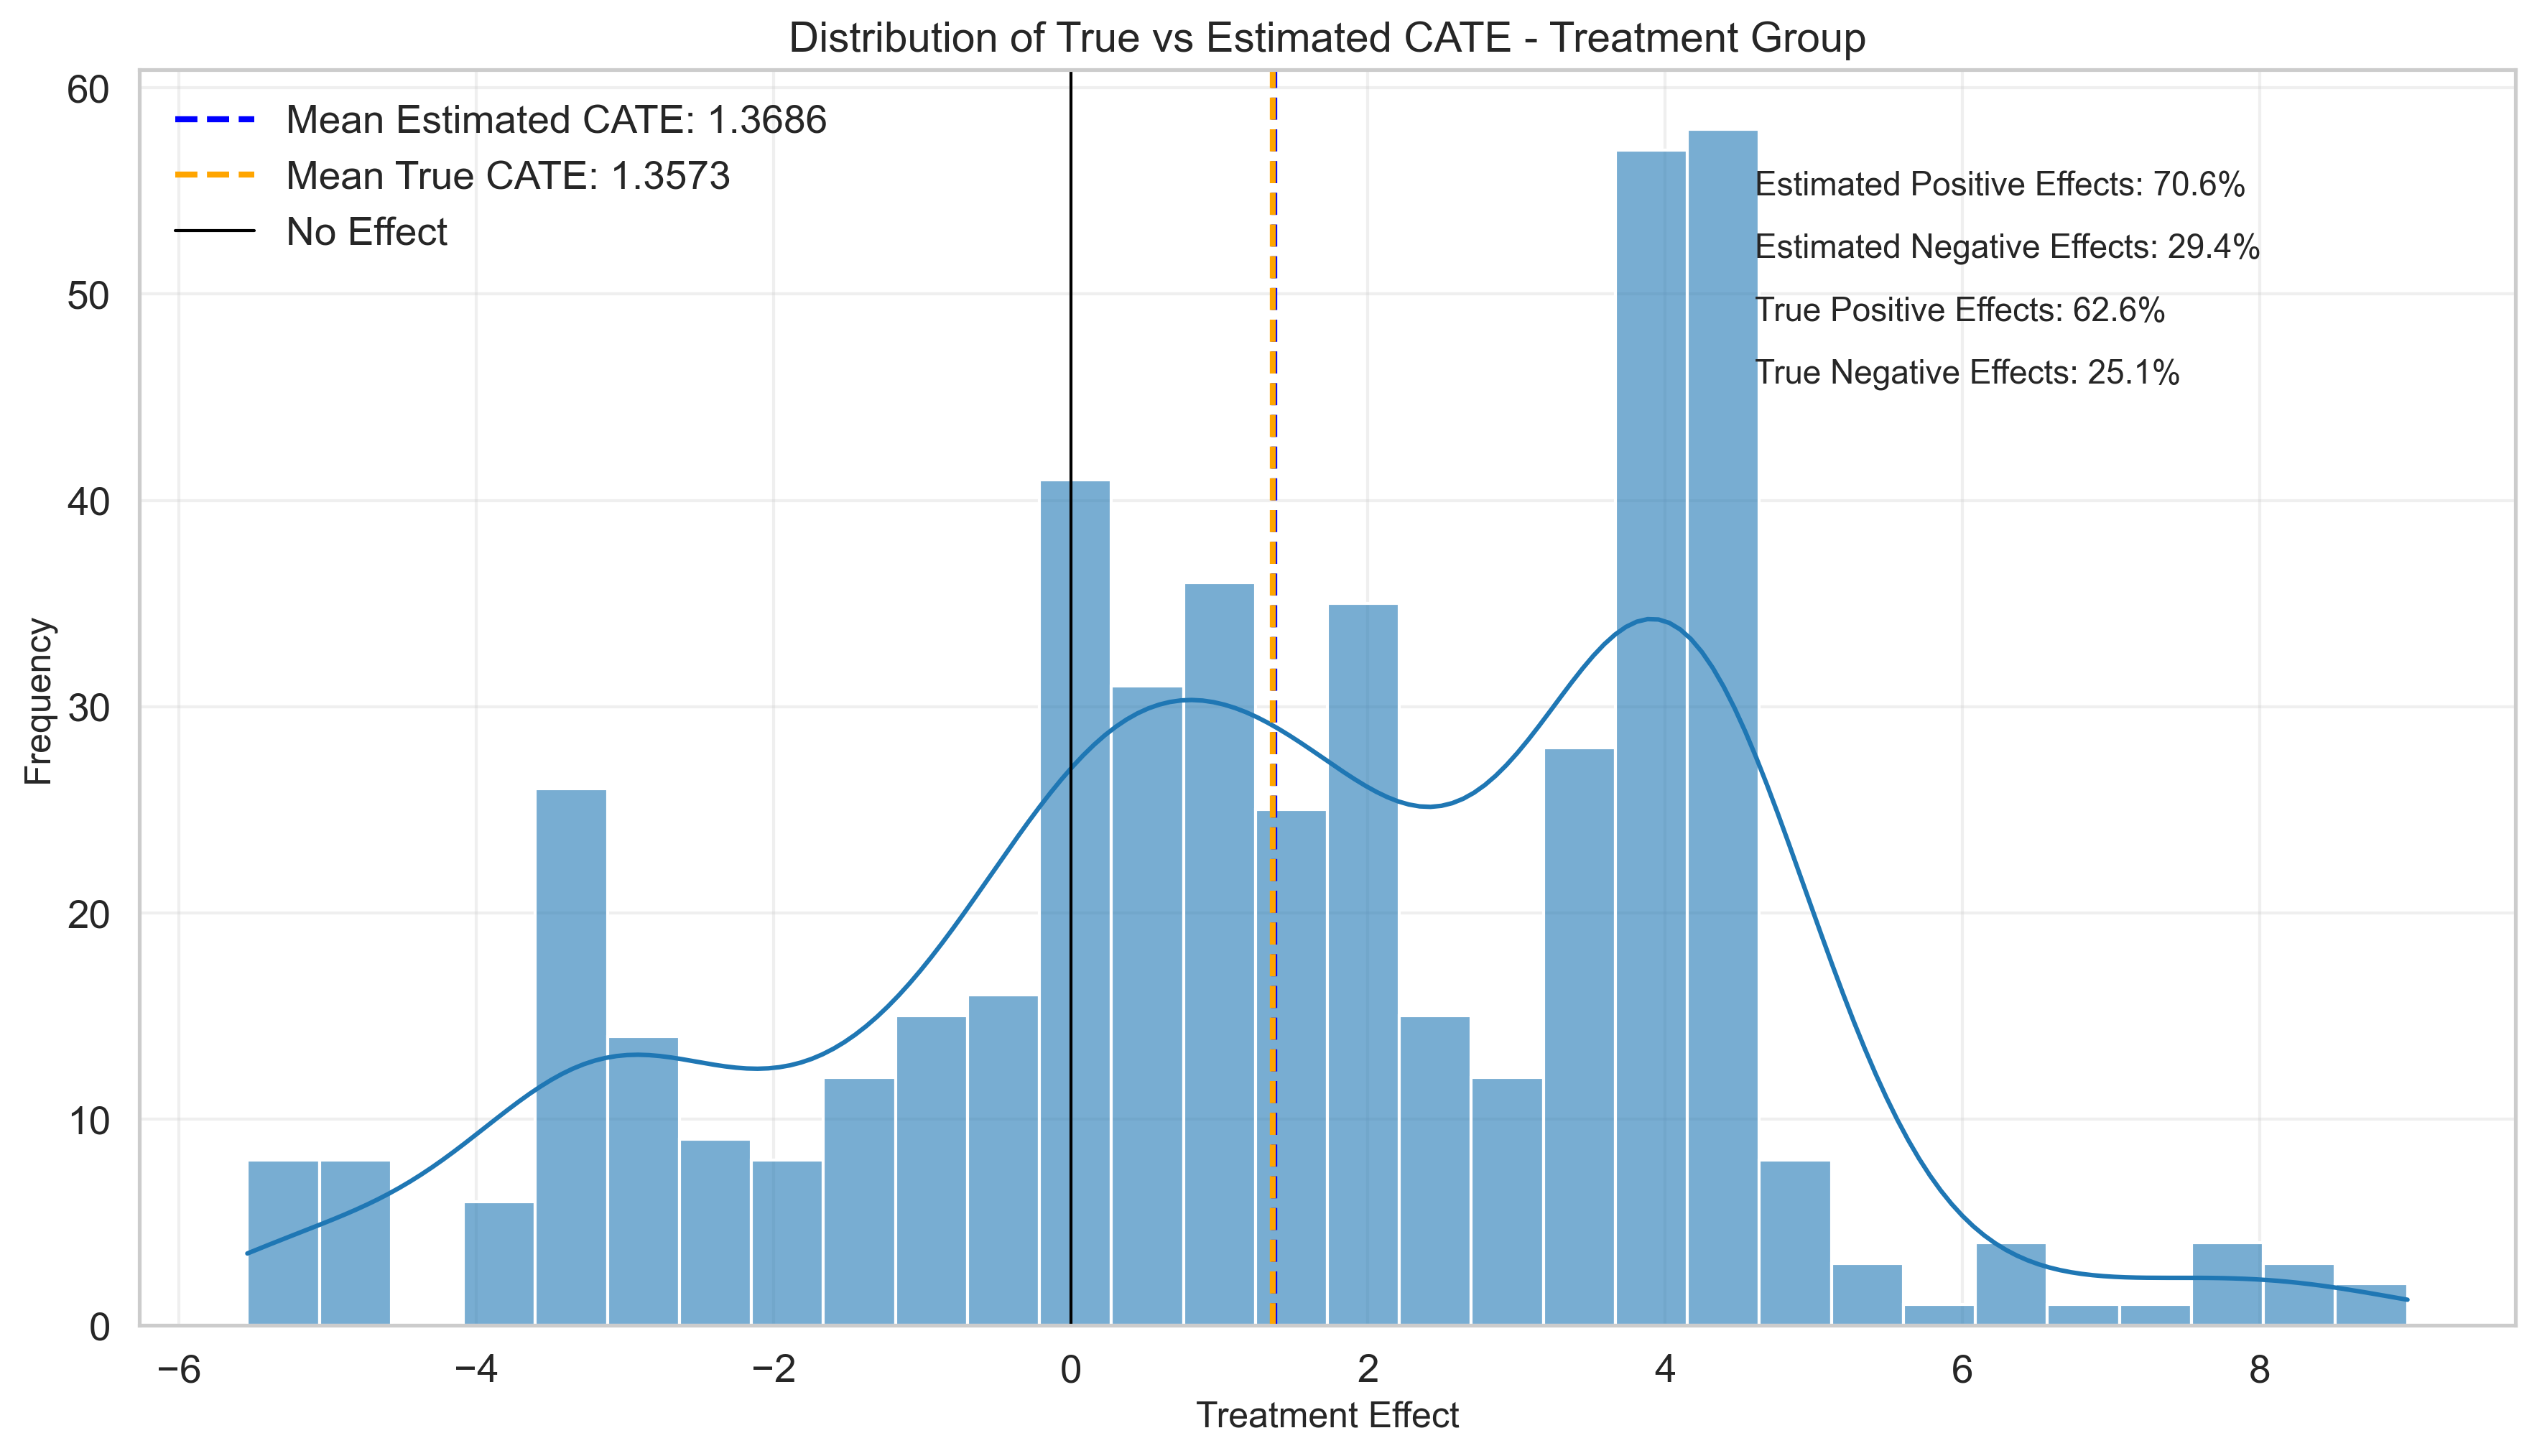 Distribution of True vs Estimated CATE - Treatment Group
Mean Estimated CATE: 1.3686
Mean True CATE: 1.3573
No Effect
Estimated Positive Effects: 70.6%
Estimated Negative Effects: 29.4%
True Positive Effects: 62.6%
True Negative Effects: 25.1%
Frequency
60
50
40
30
20
10
0
−6 −4 −2 0 2 4 6 8
Treatment Effect